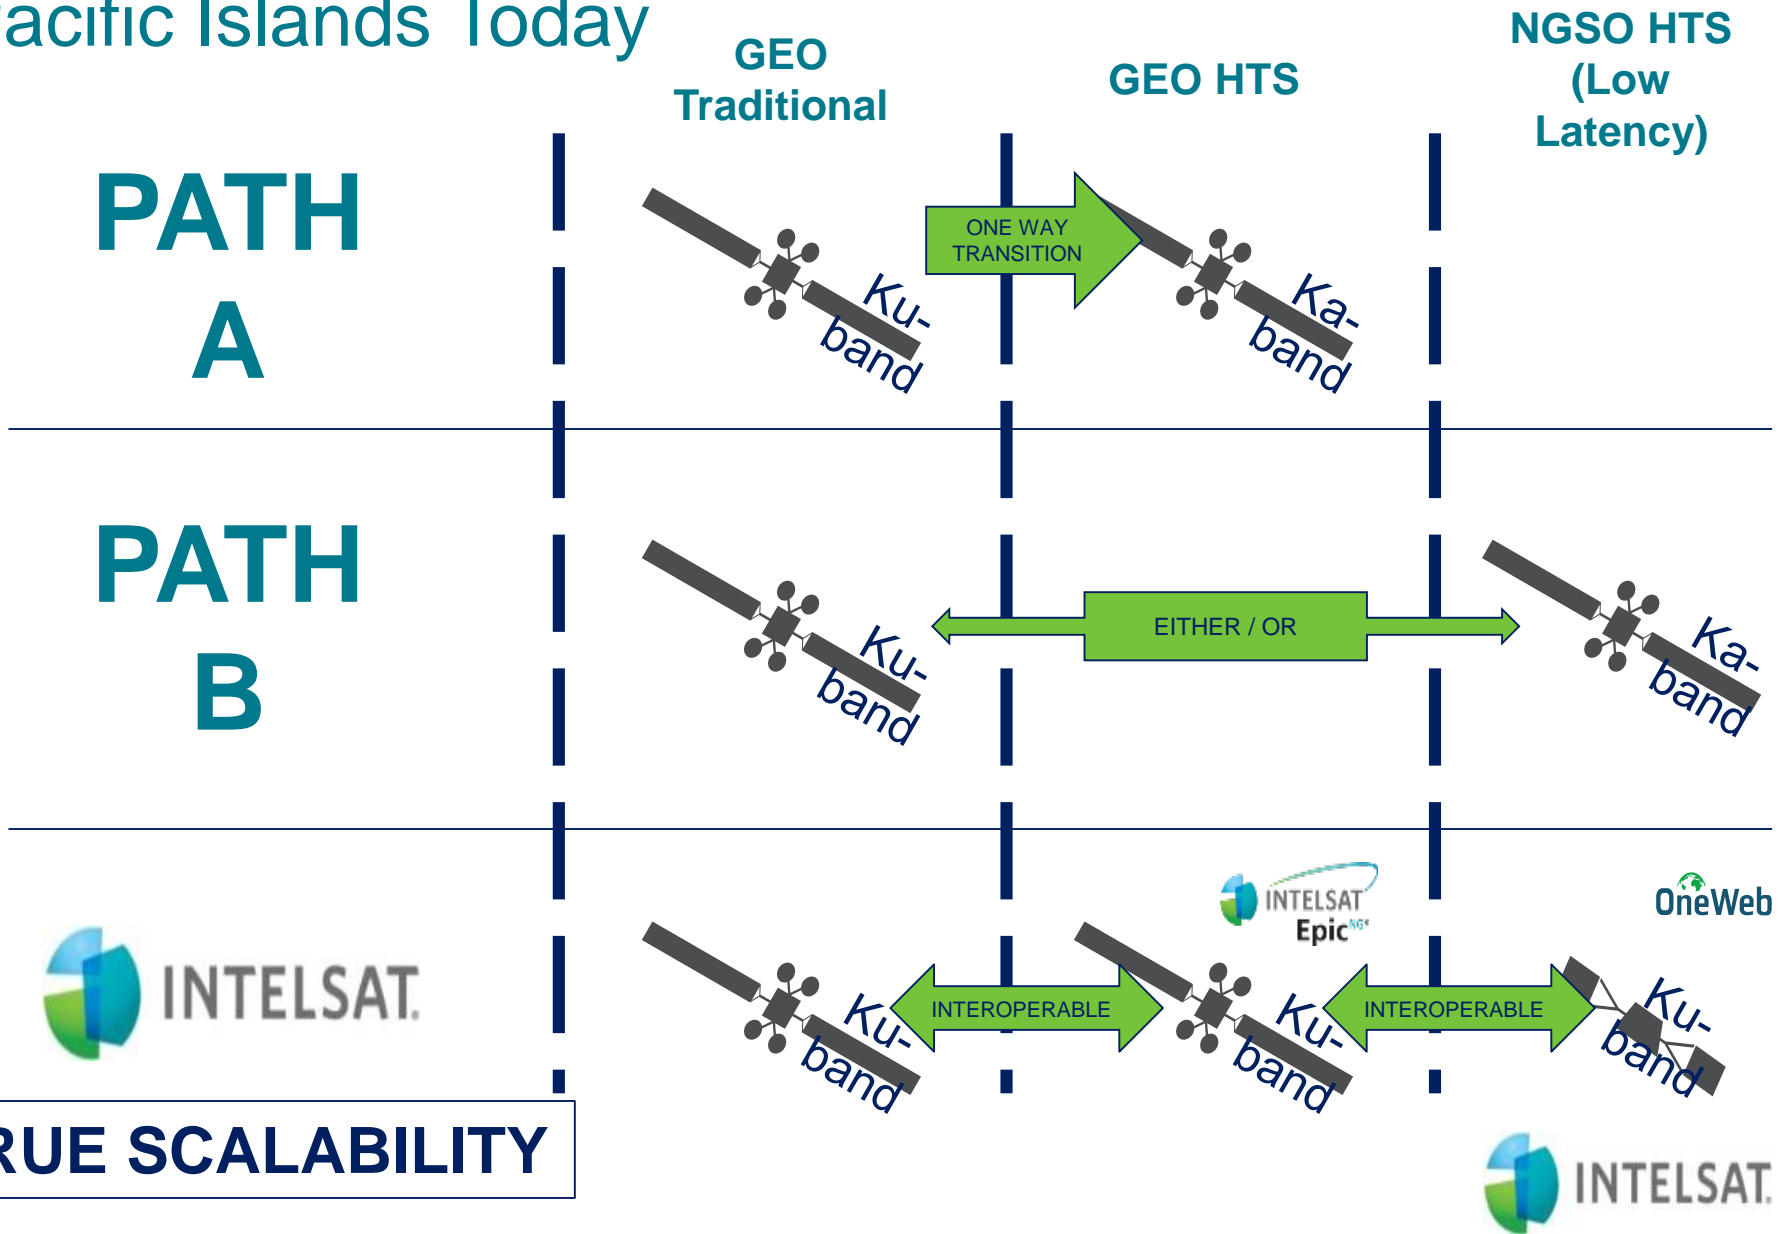 Pacific Islands Today
GEO
Traditional
GEO HTS
NGSO HTS
(Low
Latency)
PATH
A
Ku-
band
ONE WAY
TRANSITION
Ka-
band
PATH
B
Ku-
band
EITHER / OR
Ka-
band
INTELSAT
Ku-
band
INTEROPERABLE
INTELSAT
Epic NG
Ku-
band
INTEROPERABLE
OneWeb
Ku-
band
RUE SCALABILITY
INTELSAT